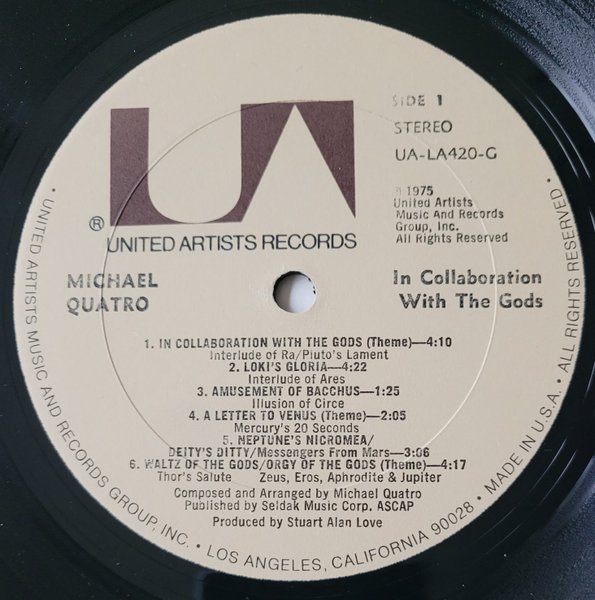 UA
® UNITED ARTISTS RECORDS
SIDE 1
STEREO
UA-LA420-G
℗ 1975
United Artists
Music And Records
Group, Inc.
All Rights Reserved
MICHAEL
QUATRO
In Collaboration
With The Gods
1. IN COLLABORATION WITH THE GODS (Theme)—4:10
Interlude of Ra/Pluto's Lament
2. LOKI'S GLORIA—4:22
Interlude of Ares
3. AMUSEMENT OF BACCHUS—1:25
Illusion of Circe
4. A LETTER TO VENUS (Theme)—2:05
Mercury's 20 Seconds
5. NEPTUNE'S NICROMEA/
DEITY'S DITTY/Messengers From Mars—3:06
6. WALTZ OF THE GODS/ORGY OF THE GODS (Theme)—4:17
Thor's Salute Zeus, Eros, Aphrodite & Jupiter
Composed and Arranged by Michael Quatro
Published by Seldak Music Corp. ASCAP
Produced by Stuart Alan Love
• UNITED ARTISTS MUSIC AND RECORDS GROUP, INC. • LOS ANGELES, CALIFORNIA 90028 • MADE IN U.S.A. • ALL RIGHTS RESERVED •